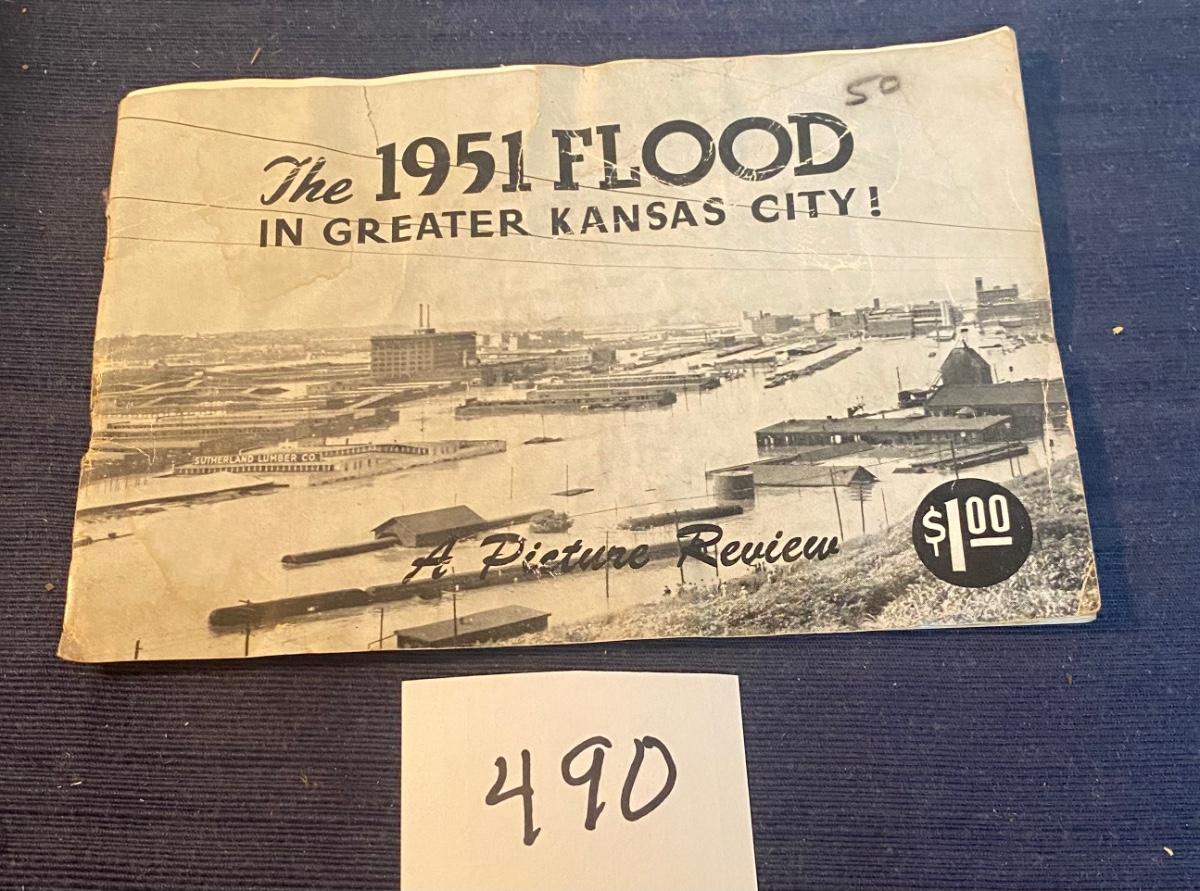 50
The 1951 FLOOD
IN GREATER KANSAS CITY!
SUTHERLAND LUMBER CO.
A Picture Review
$1.00
490